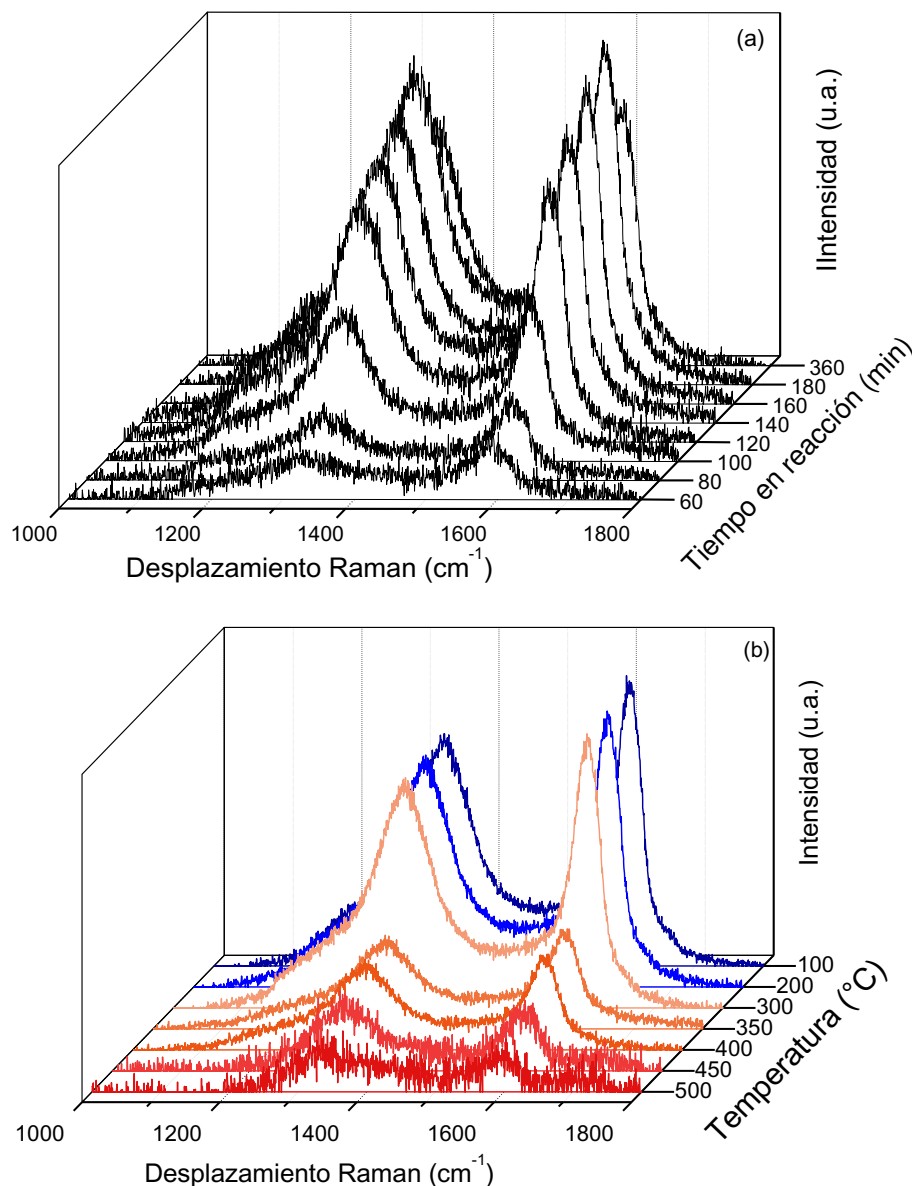 (a)
IIntensidad (u.a.)
360
180
160
140
120
100
80
60
Tiempo en reacción (min)
1000 1200 1400 1600 1800
Desplazamiento Raman (cm⁻¹)
(b)
Intensidad (u.a.)
100
200
300
350
400
450
500
Temperatura (°C)
1000 1200 1400 1600 1800
Desplazamiento Raman (cm⁻¹)